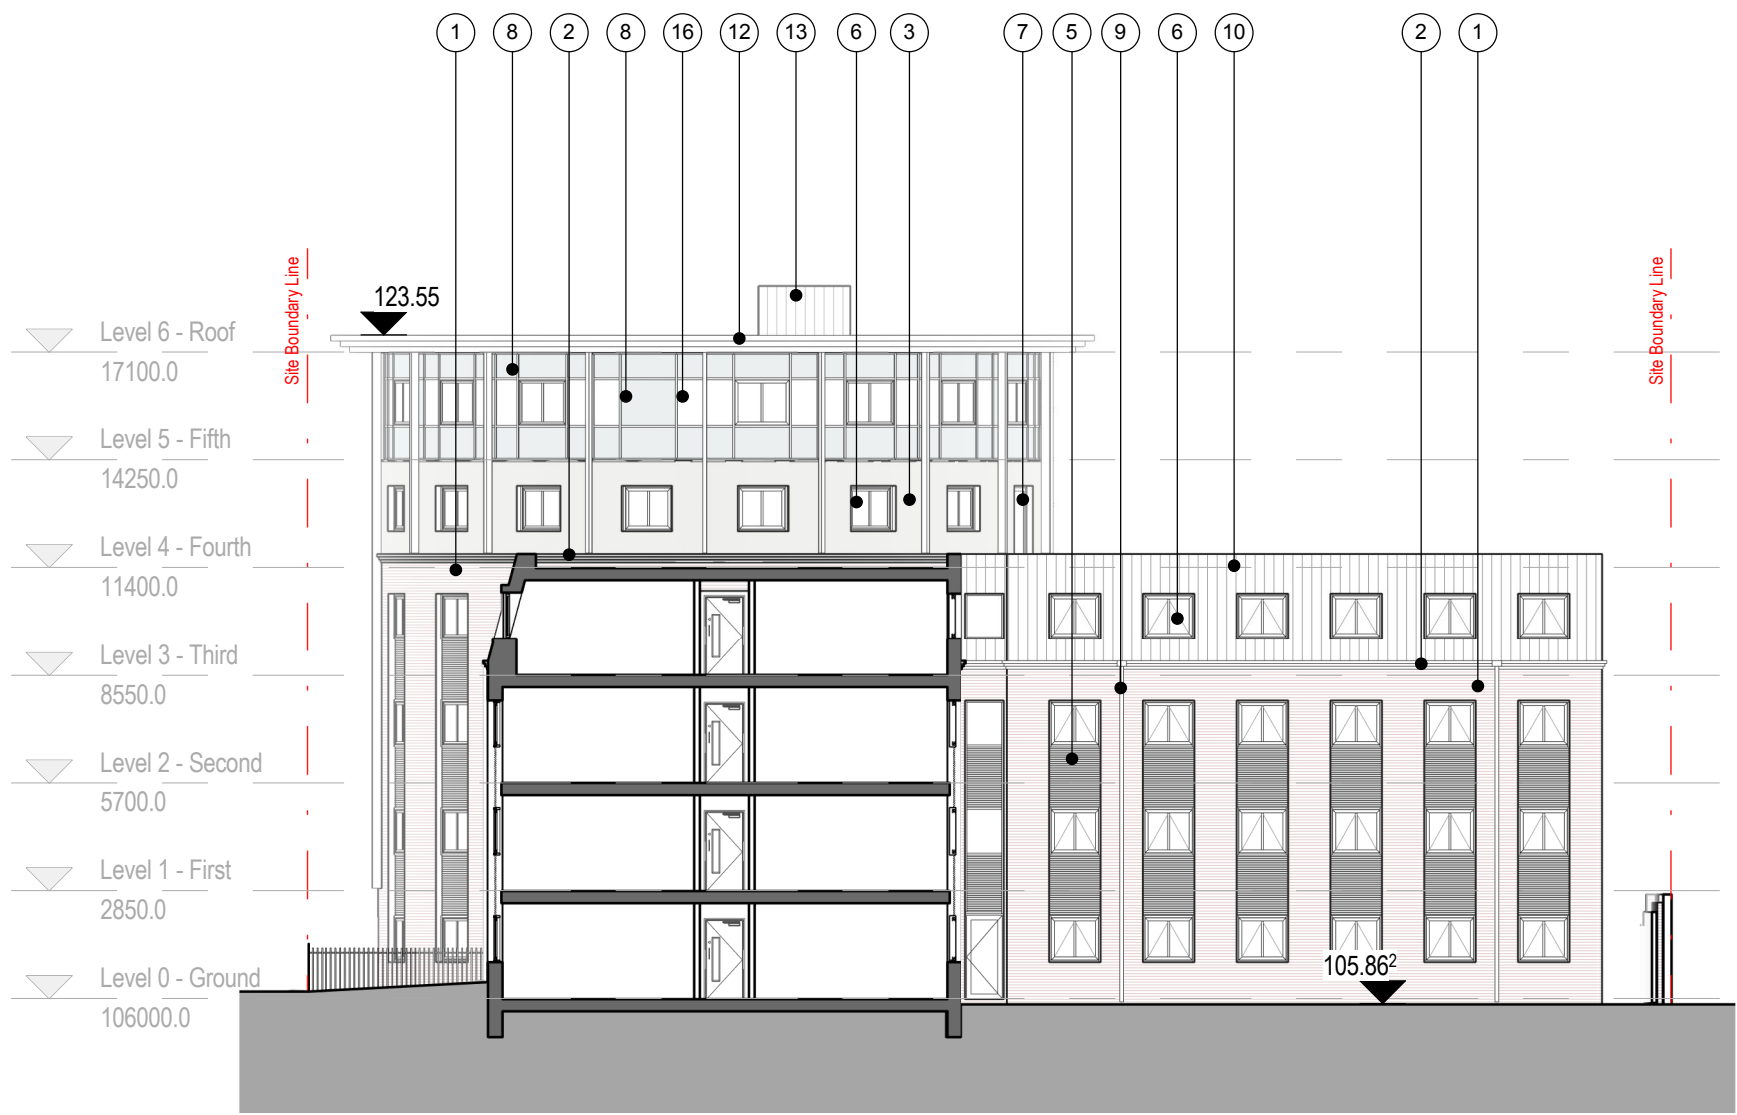 1 8 2 8 16 12 13 6 3 7 5 9 6 10 2 1
Site Boundary Line
Site Boundary Line
123.55
Level 6 - Roof
17100.0
Level 5 - Fifth
14250.0
Level 4 - Fourth
11400.0
Level 3 - Third
8550.0
Level 2 - Second
5700.0
Level 1 - First
2850.0
Level 0 - Ground
106000.0
105.86²